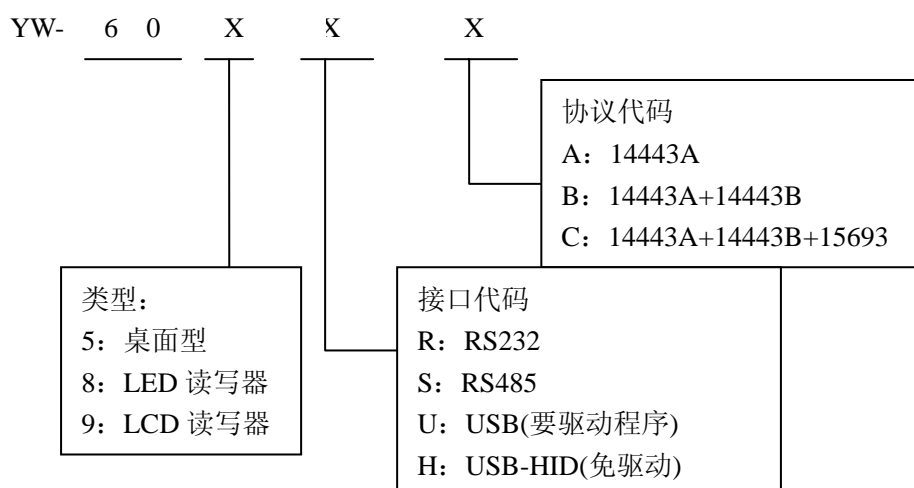 YW- 6 0 X X X
协议代码
A：14443A
B：14443A+14443B
C：14443A+14443B+15693
类型：
5：桌面型
8：LED 读写器
9：LCD 读写器
接口代码
R：RS232
S：RS485
U：USB(要驱动程序)
H：USB-HID(免驱动)